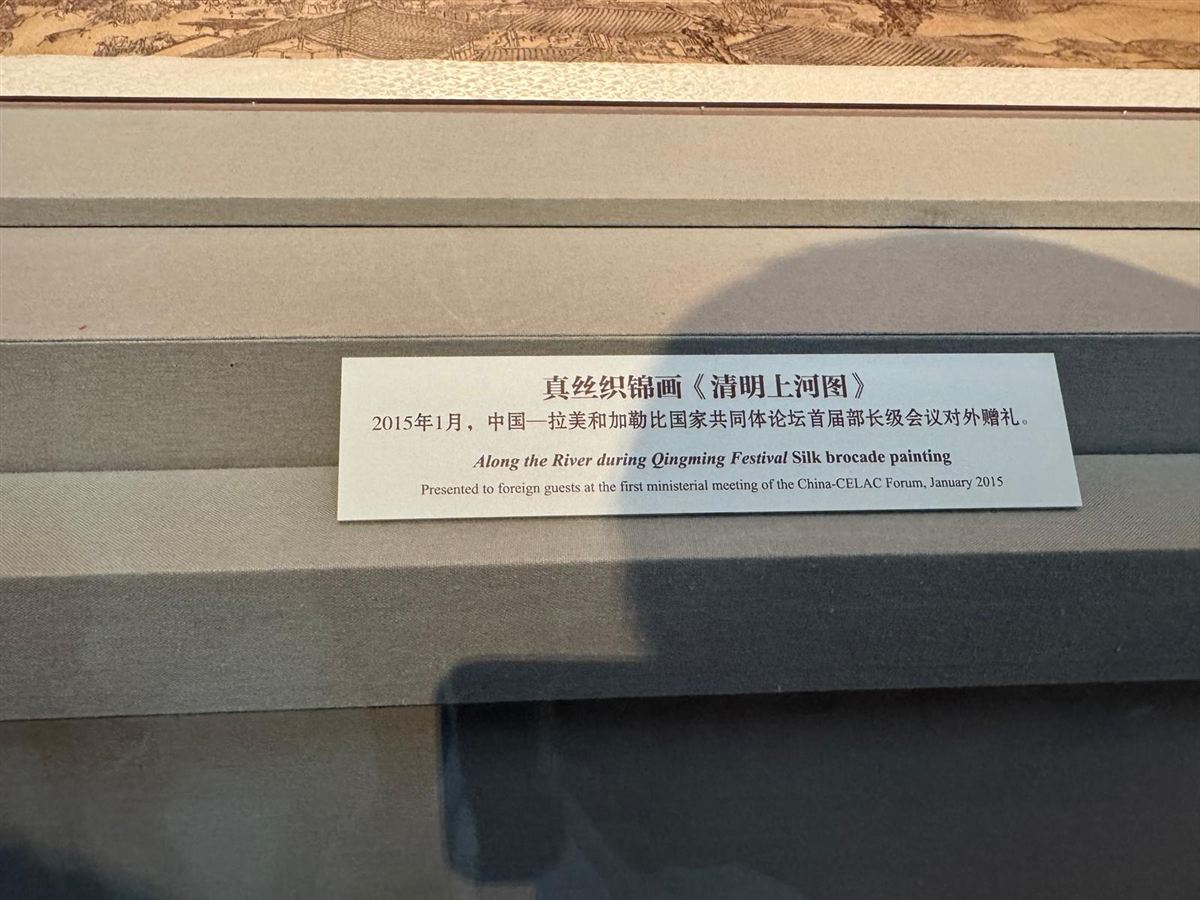 真丝织锦画《清明上河图》
2015年1月，中国—拉美和加勒比国家共同体论坛首届部长级会议对外赠礼。
Along the River during Qingming Festival Silk brocade painting
Presented to foreign guests at the first ministerial meeting of the China-CELAC Forum, January 2015